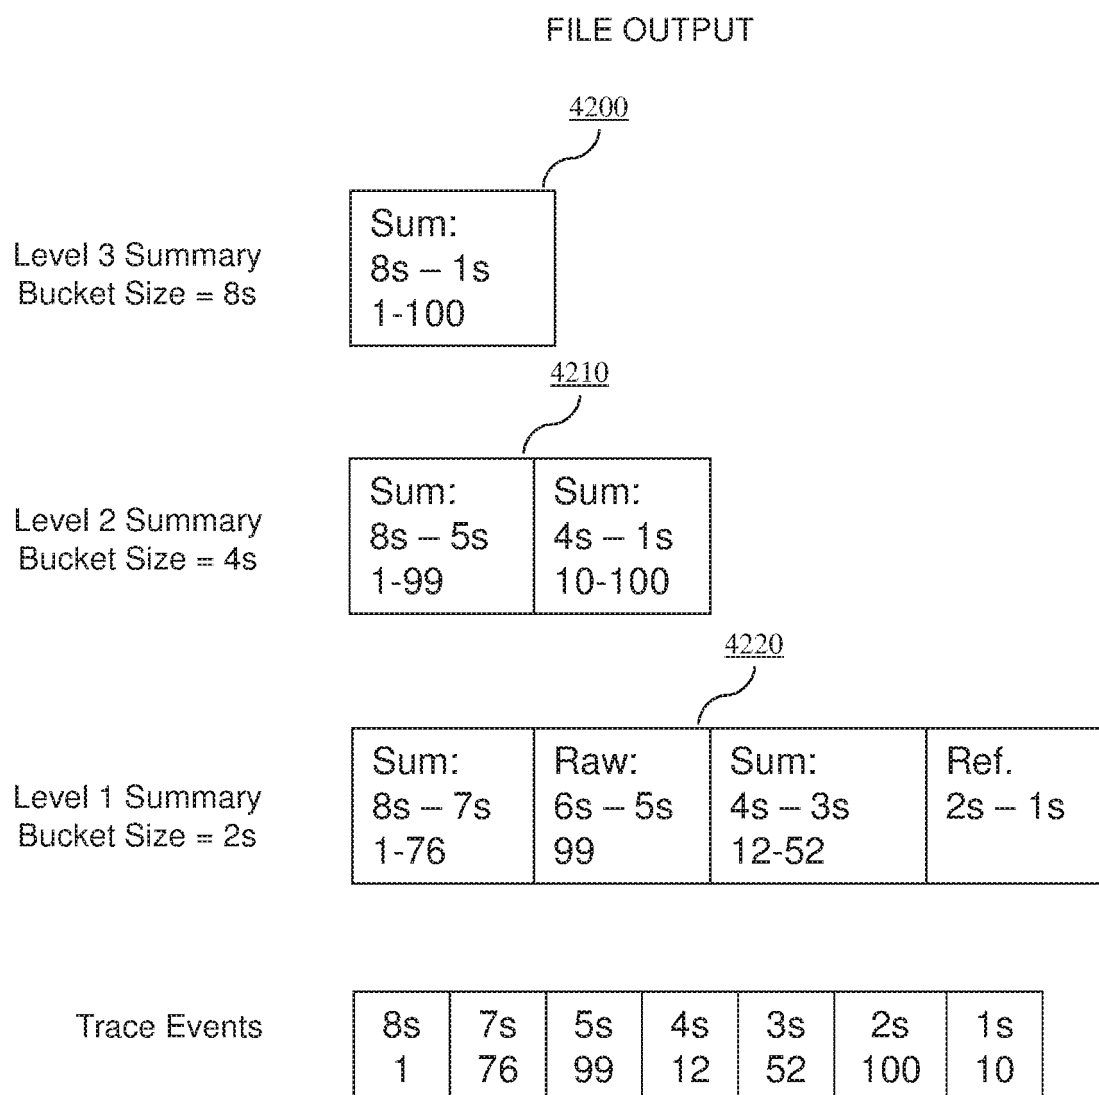 FILE OUTPUT
4200
Level 3 Summary
Bucket Size = 8s
Sum:
8s – 1s
1-100
4210
Level 2 Summary
Bucket Size = 4s
Sum:
8s – 5s
1-99
Sum:
4s – 1s
10-100
4220
Level 1 Summary
Bucket Size = 2s
Sum:
8s – 7s
1-76
Raw:
6s – 5s
99
Sum:
4s – 3s
12-52
Ref.
2s – 1s
Trace Events
8s 7s 5s 4s 3s 2s 1s
1 76 99 12 52 100 10